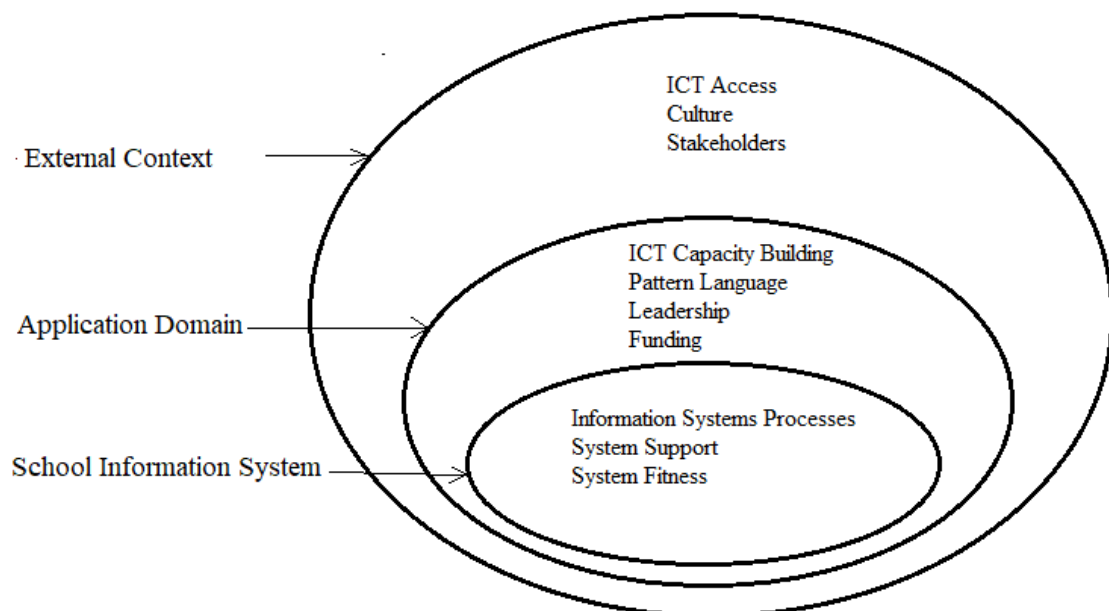 ICT Access
Culture
Stakeholders
External Context
ICT Capacity Building
Pattern Language
Leadership
Funding
Application Domain
Information Systems Processes
System Support
System Fitness
School Information System